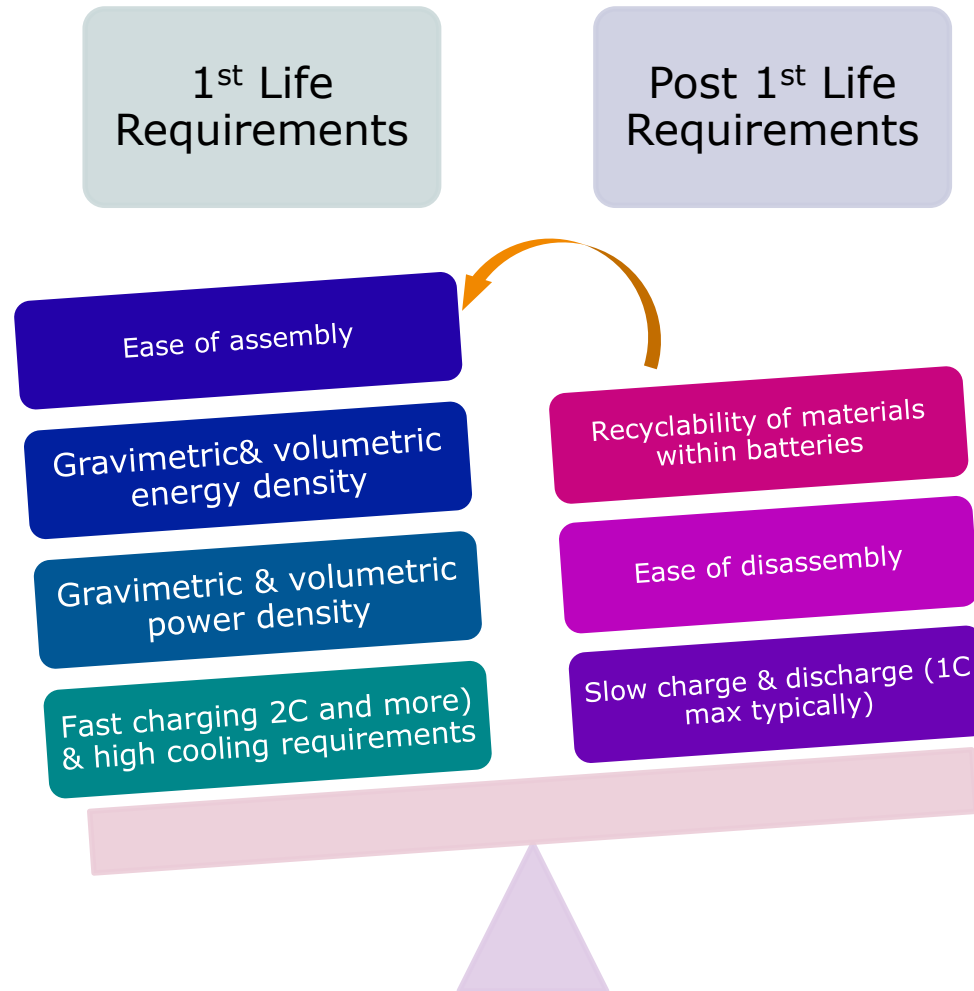 1st Life
Requirements
Post 1st Life
Requirements
Ease of assembly
Gravimetric& volumetric
energy density
Gravimetric & volumetric
power density
Fast charging 2C and more)
& high cooling requirements
Recyclability of materials
within batteries
Ease of disassembly
Slow charge & discharge (1C
max typically)